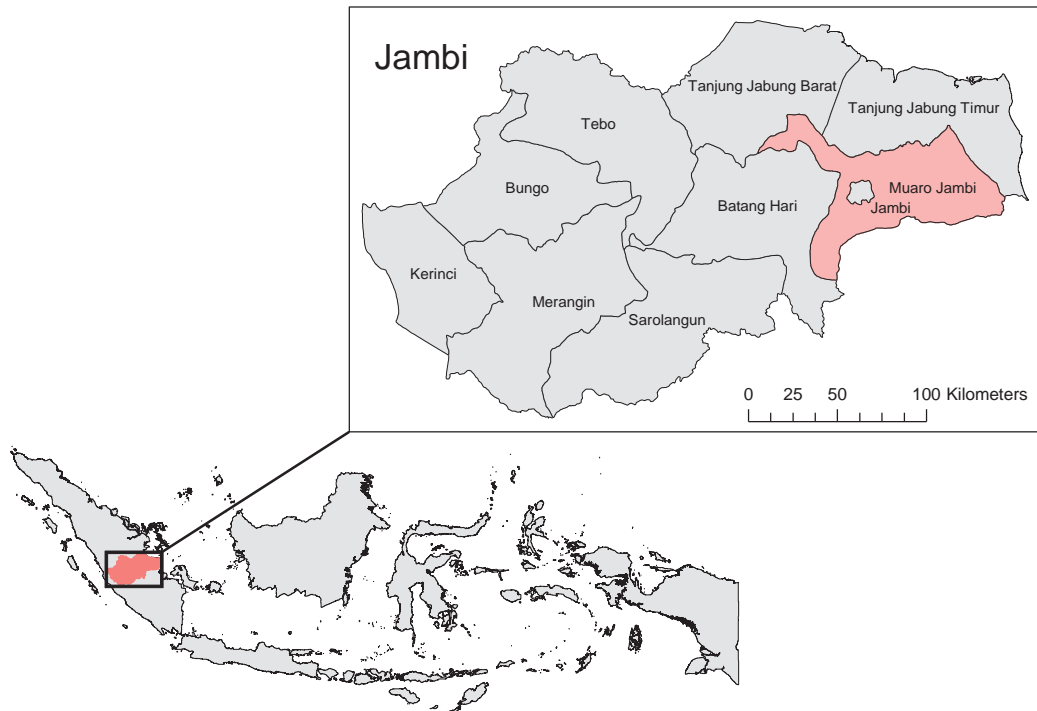 Jambi
Tanjung Jabung Barat
Tanjung Jabung Timur
Tebo
Bungo
Muaro Jambi
Batang Hari
Jambi
Kerinci
Merangin
Sarolangun
0 25 50 100 Kilometers